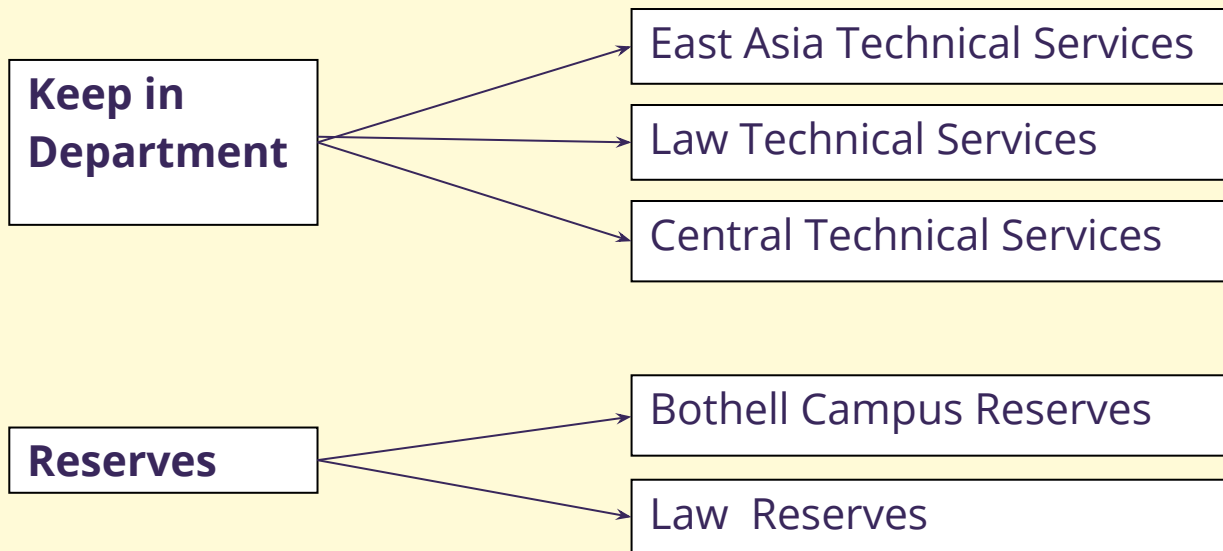 Keep in
Department
East Asia Technical Services
Law Technical Services
Central Technical Services
Reserves
Bothell Campus Reserves
Law  Reserves